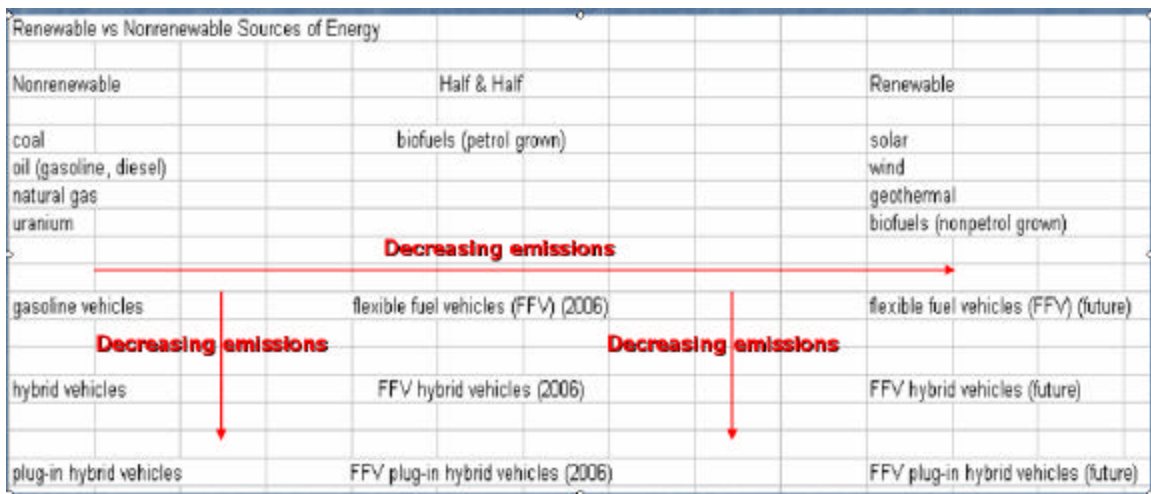 Renewable vs Nonrenewable Sources of Energy
Nonrenewable Half & Half Renewable
coal biofuels (petrol grown) solar
oil (gasoline, diesel) wind
natural gas geothermal
uranium biofuels (nonpetrol grown)
Decreasing emissions
gasoline vehicles flexible fuel vehicles (FFV) (2006) flexible fuel vehicles (FFV) (future)
Decreasing emissions Decreasing emissions
hybrid vehicles FFV hybrid vehicles (2006) FFV hybrid vehicles (future)
plug-in hybrid vehicles FFV plug-in hybrid vehicles (2006) FFV plug-in hybrid vehicles (future)